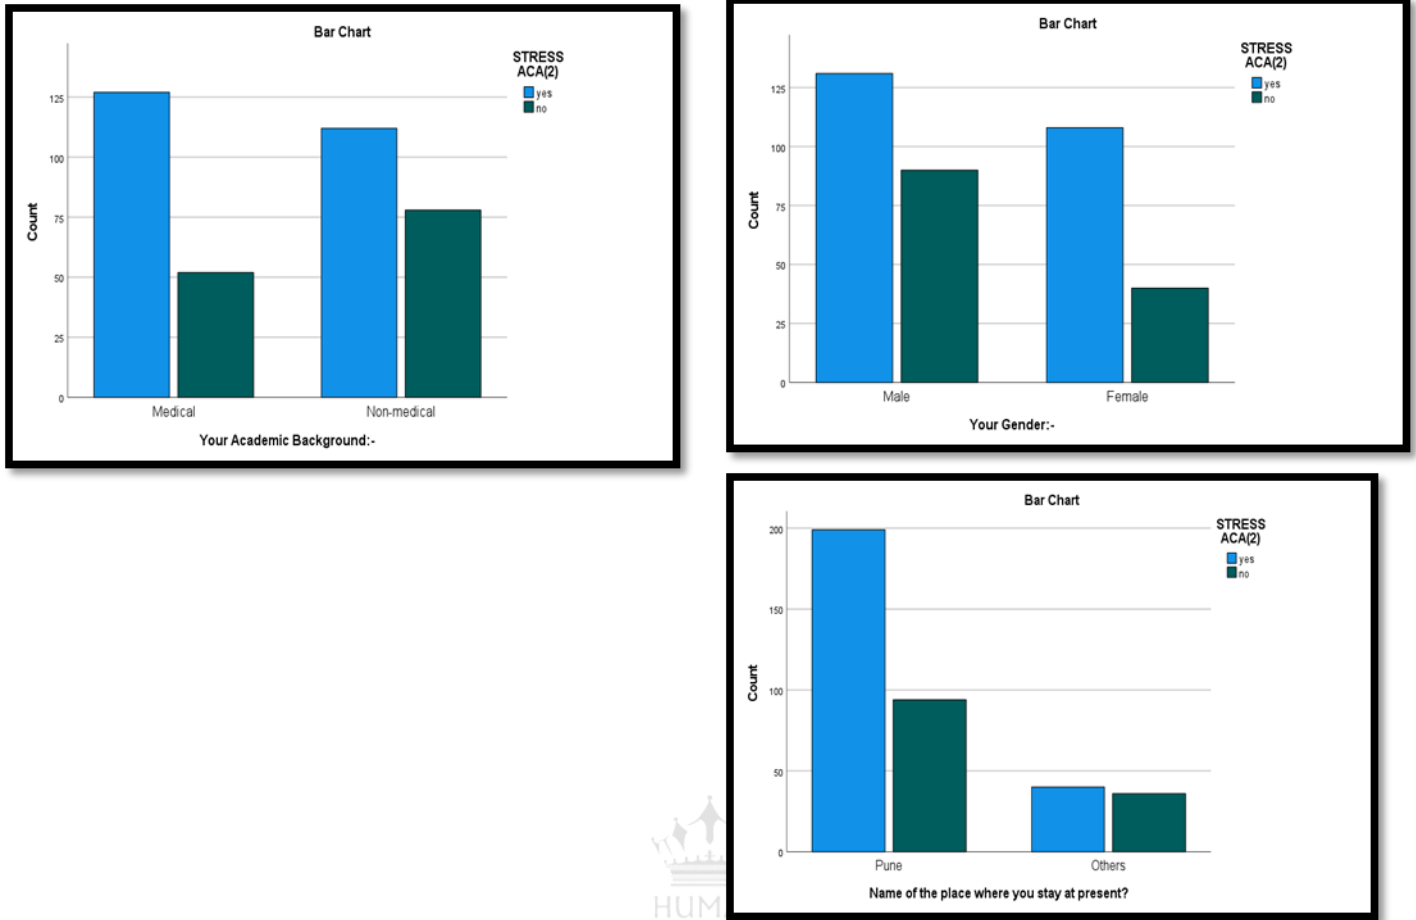 Bar Chart
STRESS
ACA(2)
yes
no
125
100
75
50
25
0
Count
Medical
Non-medical
Your Academic Background:-
Bar Chart
STRESS
ACA(2)
yes
no
125
100
75
50
25
0
Count
Male
Female
Your Gender:-
Bar Chart
STRESS
ACA(2)
yes
no
200
150
100
50
0
Count
Pune
Others
Name of the place where you stay at present?